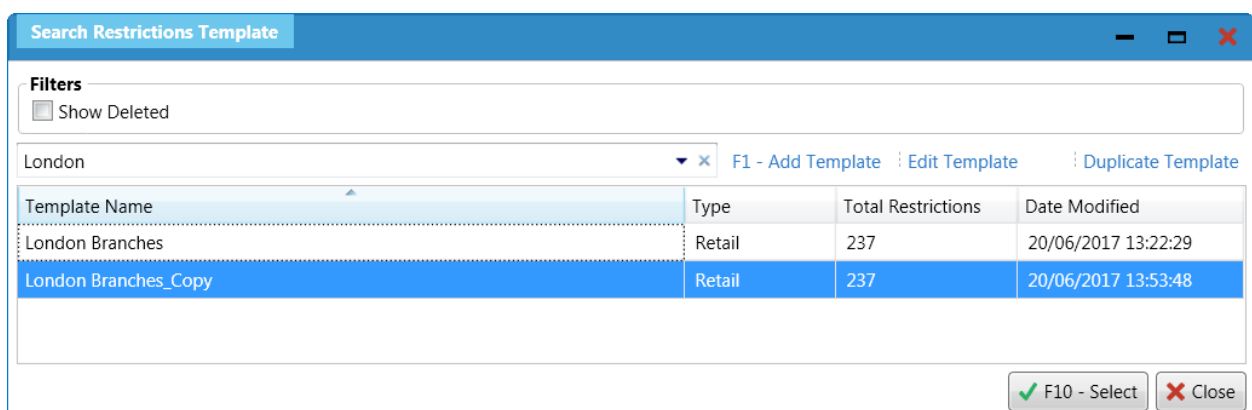 Search Restrictions Template
Filters
Show Deleted
London F1 - Add Template Edit Template Duplicate Template
Template Name Type Total Restrictions Date Modified
London Branches Retail 237 20/06/2017 13:22:29
London Branches_Copy Retail 237 20/06/2017 13:53:48
F10 - Select Close